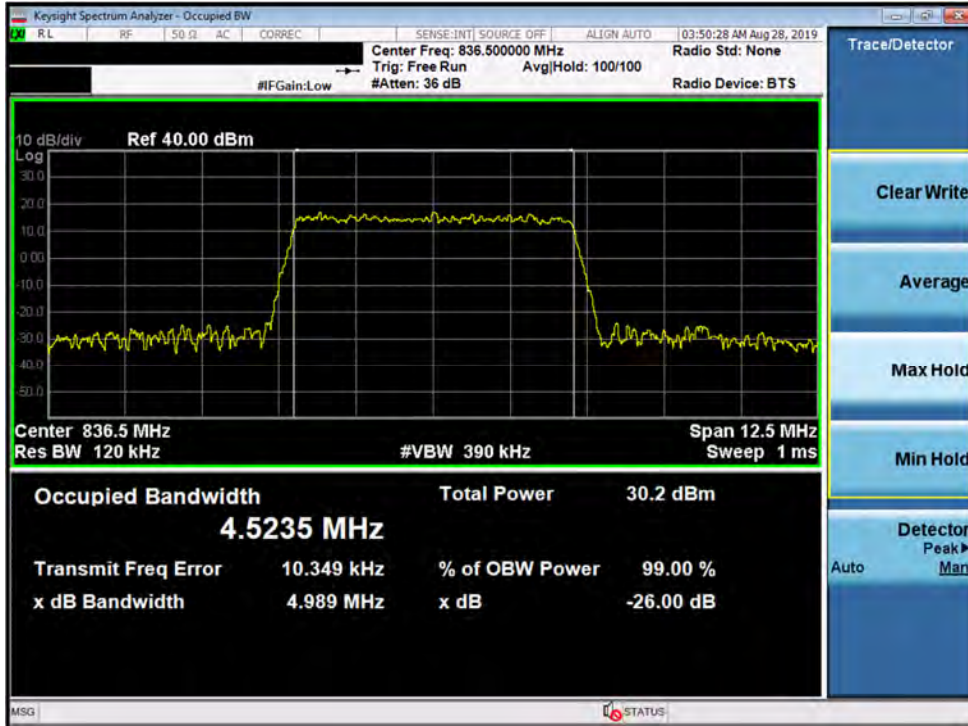 Keysight Spectrum Analyzer - Occupied BW
LXI RL RF 50 Ω AC CORREC SENSE:INT SOURCE OFF ALIGN AUTO 03:50:28 AM Aug 28, 2019
Center Freq: 836.500000 MHz Radio Std: None
Trig: Free Run Avg|Hold: 100/100
#IFGain:Low #Atten: 36 dB Radio Device: BTS
Trace/Detector
10 dB/div Ref 40.00 dBm
Log
30.0
20.0
10.0
0.00
-10.0
-20.0
-30.0
-40.0
-50.0
Center 836.5 MHz Span 12.5 MHz
Res BW 120 kHz #VBW 390 kHz Sweep 1 ms
Occupied Bandwidth Total Power 30.2 dBm
4.5235 MHz
Transmit Freq Error 10.349 kHz % of OBW Power 99.00 %
x dB Bandwidth 4.989 MHz x dB -26.00 dB
Clear Write
Average
Max Hold
Min Hold
Detector
Peak
Auto Man
MSG STATUS